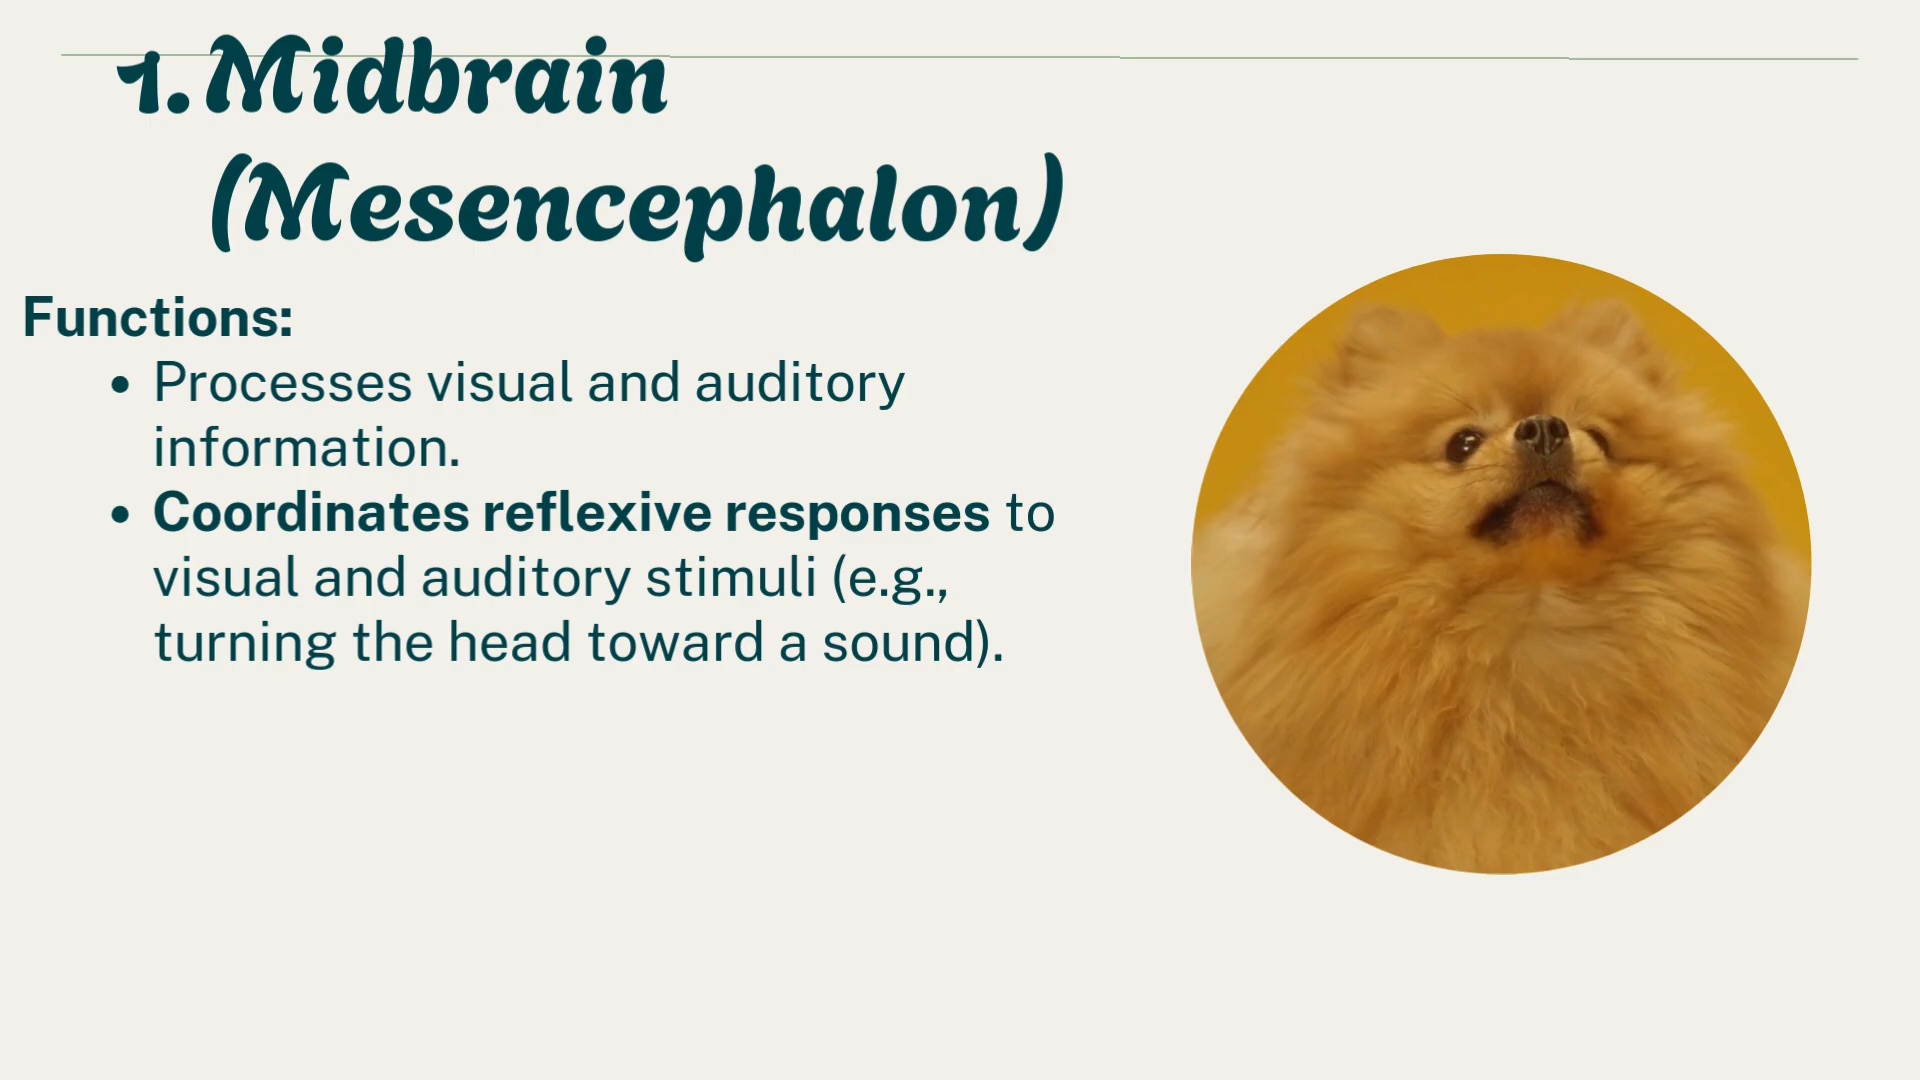 1. Midbrain
(Mesencephalon)
Functions:
• Processes visual and auditory
information.
• Coordinates reflexive responses to
visual and auditory stimuli (e.g.,
turning the head toward a sound).